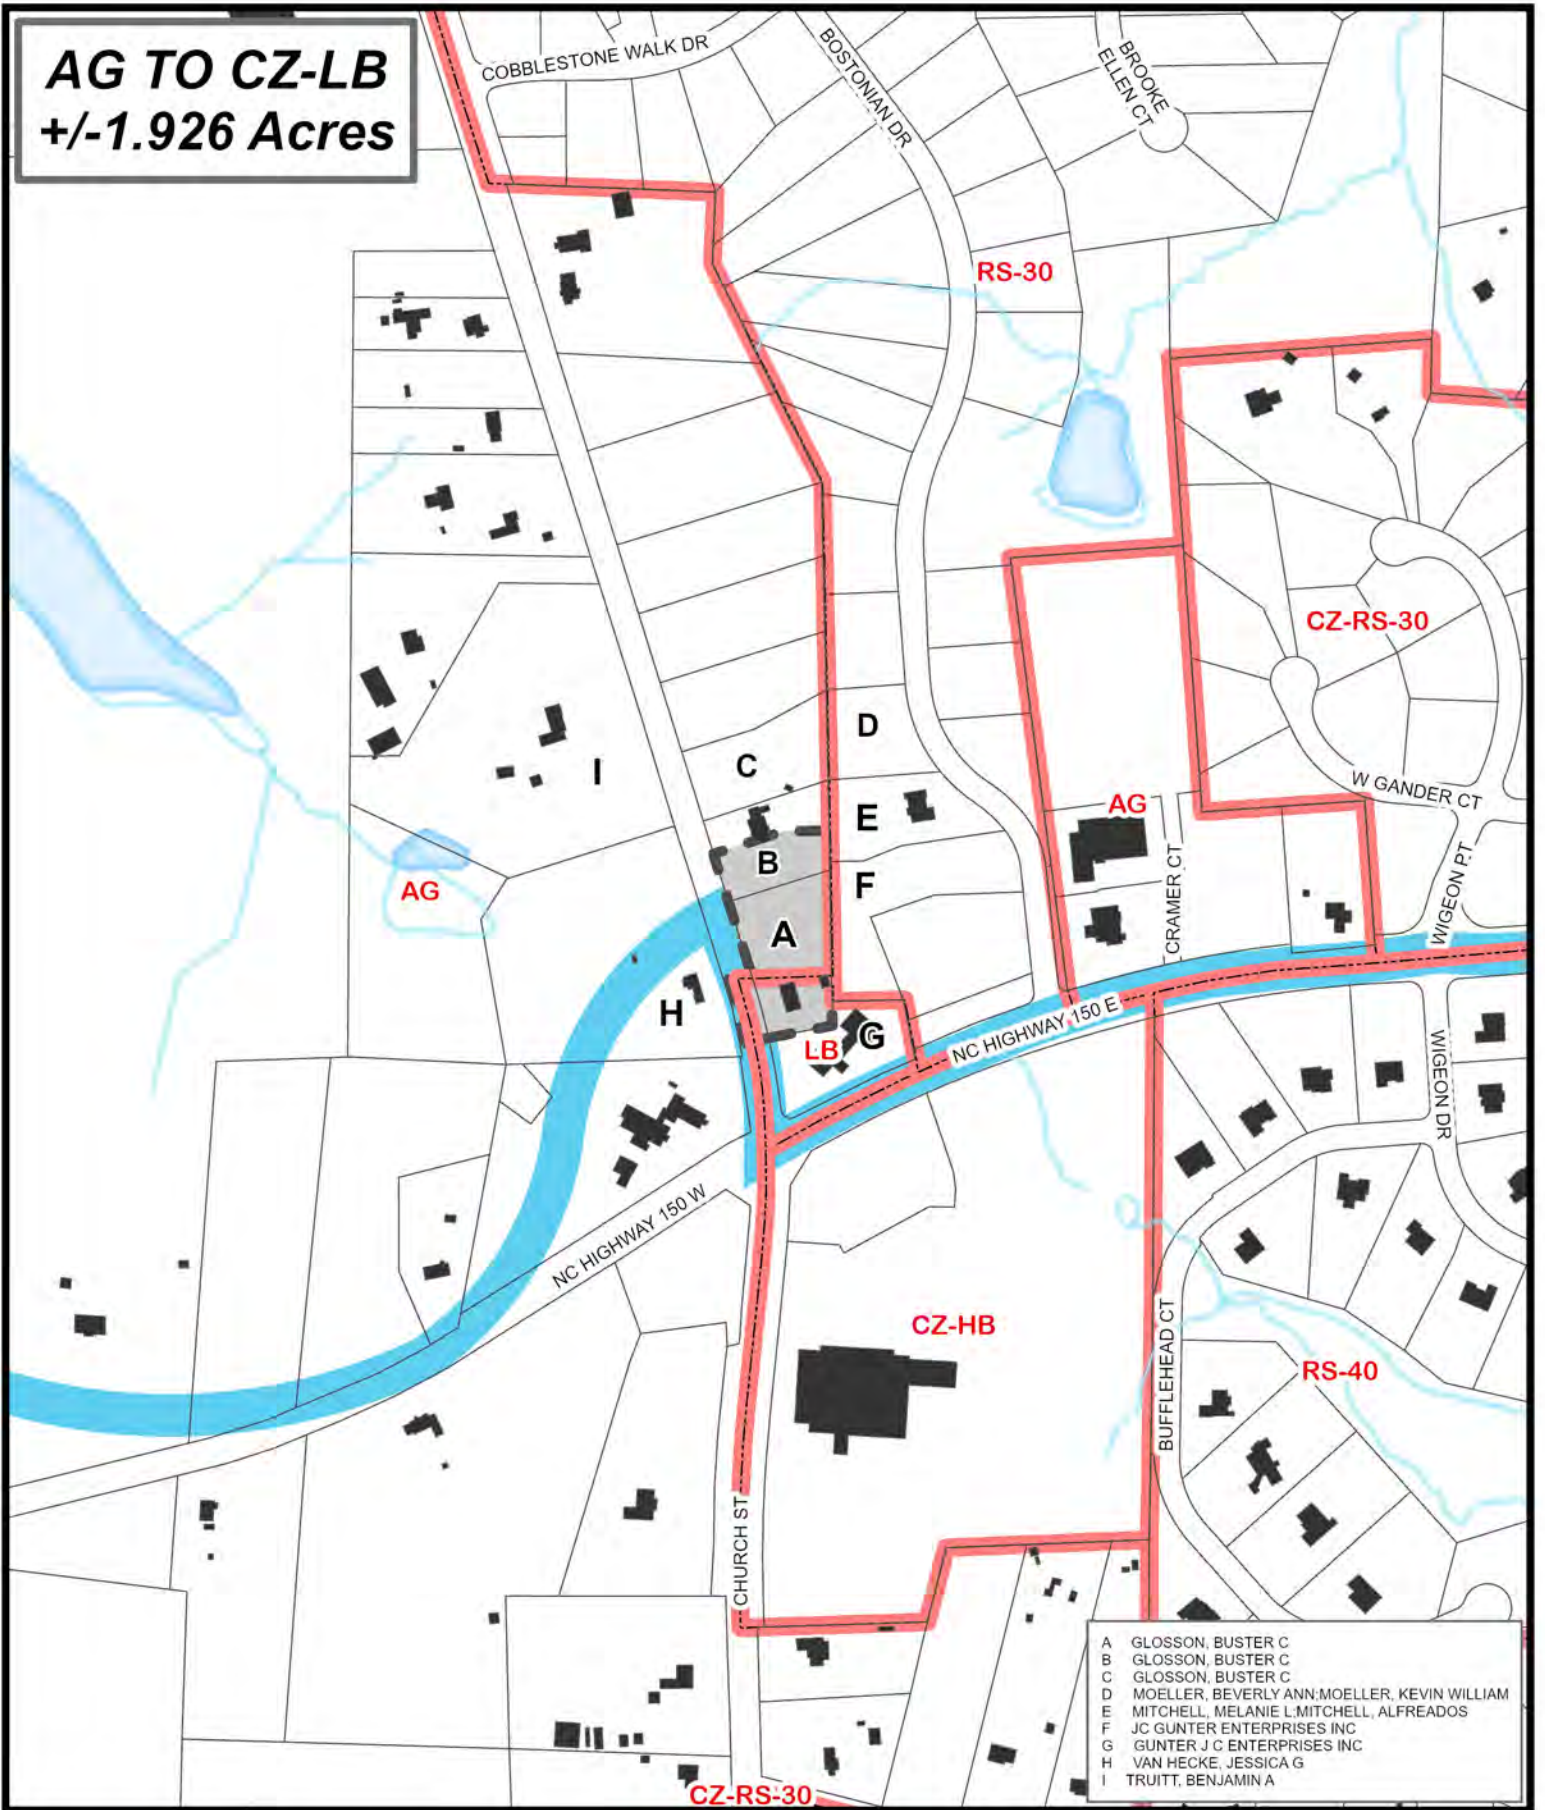 AG TO CZ-LB
+/-1.926 Acres
COBBLESTONE WALK DR
BOSTONIAN DR
BROOKE
ELLEN CT
RS-30
CZ-RS-30
D
C
I
W GANDER CT
AG
E
B
F
CRAMER CT
WIGEON PT
AG
A
H
G
LB
NC HIGHWAY 150 E
WIGEON DR
NC HIGHWAY 150 W
CZ-HB
BUFFLEHEAD CT
RS-40
CHURCH ST
A GLOSSON, BUSTER C
B GLOSSON, BUSTER C
C GLOSSON, BUSTER C
D MOELLER, BEVERLY ANN;MOELLER, KEVIN WILLIAM
E MITCHELL, MELANIE L;MITCHELL, ALFREADOS
F JC GUNTER ENTERPRISES INC
G GUNTER J C ENTERPRISES INC
H VAN HECKE, JESSICA G
I TRUITT, BENJAMIN A
CZ-RS-30